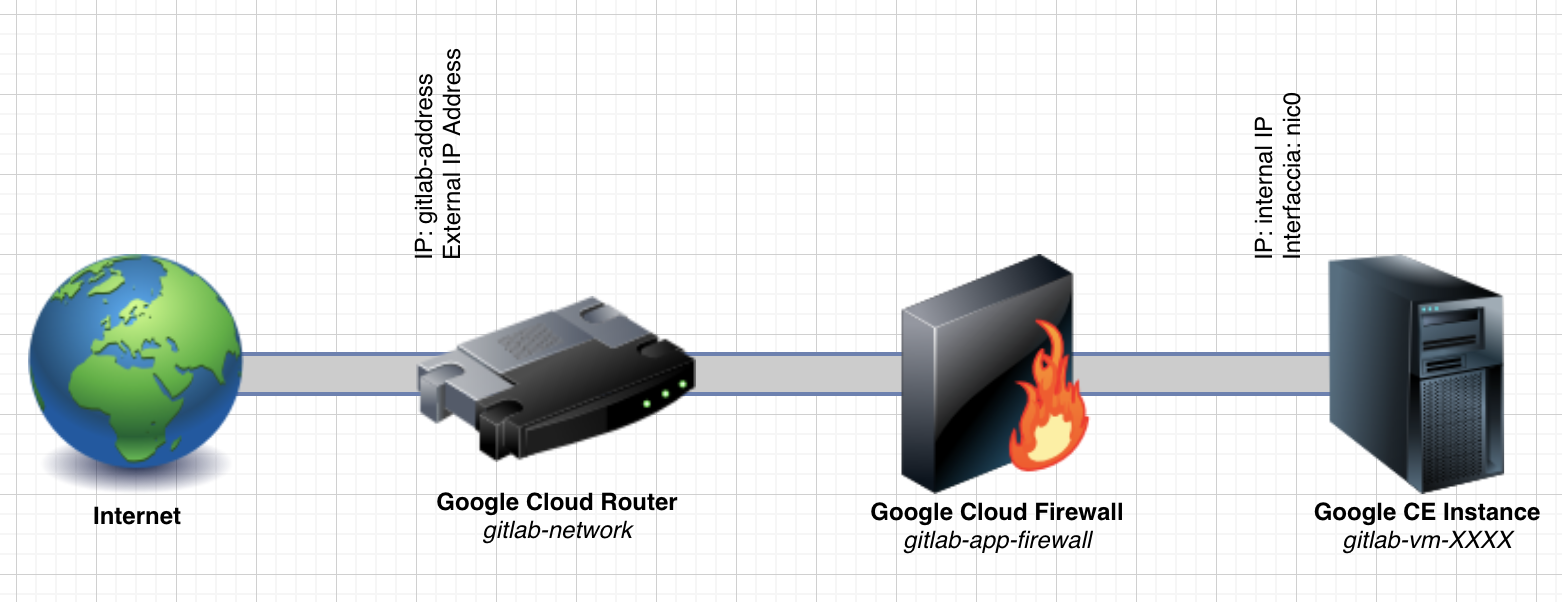 IP: gitlab-address
External IP Address
IP: internal IP
Interfaccia: nic0
Internet
Google Cloud Router
gitlab-network
Google Cloud Firewall
gitlab-app-firewall
Google CE Instance
gitlab-vm-XXXX